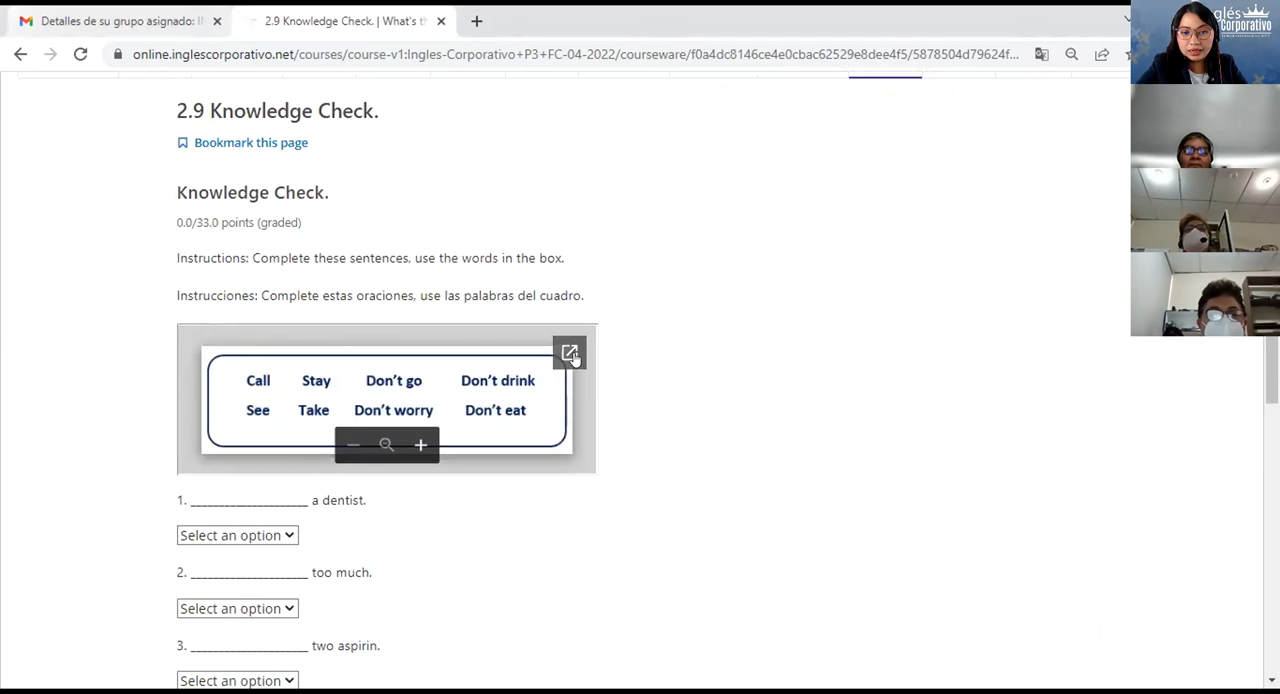 Detalles de su grupo asignado: I
2.9 Knowledge Check. | What's t
online.inglescorporativo.net/courses/course-v1:Ingles-Corporativo+P3+FC-04-2022/courseware/f0a4dc8146ce4e0cbac62529e8dee4f5/5878504d79624f...
glés
Corporativo
2.9 Knowledge Check.
Bookmark this page
Knowledge Check.
0.0/33.0 points (graded)
Instructions: Complete these sentences, use the words in the box.
Instrucciones: Complete estas oraciones, use las palabras del cuadro.
Call Stay Don't go Don't drink
See Take Don't worry Don't eat
1. ____________________ a dentist.
Select an option
2. ____________________ too much.
Select an option
3. ____________________ two aspirin.
Select an option